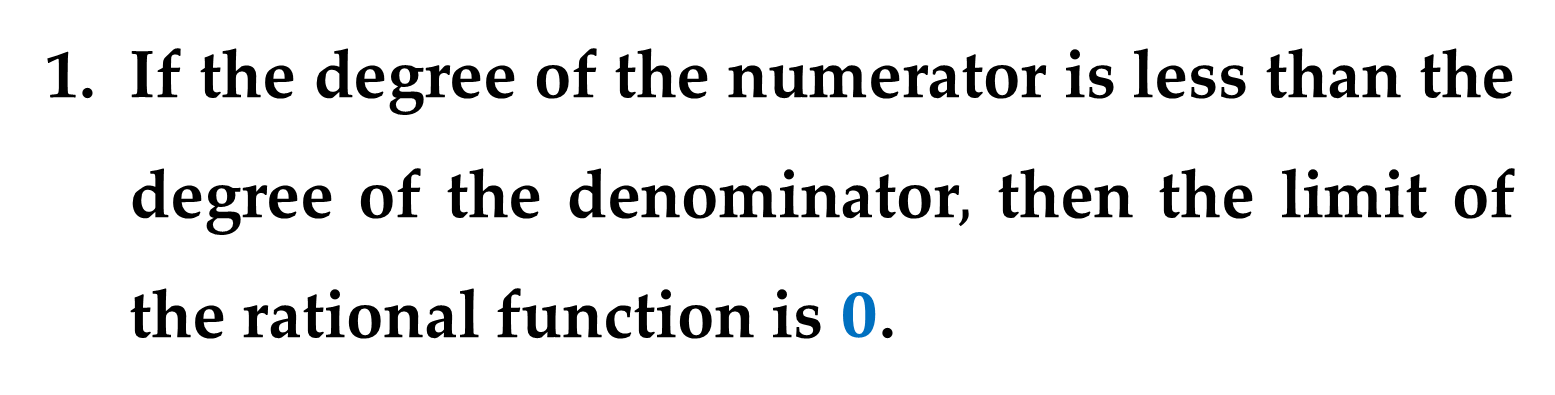 1. If the degree of the numerator is less than the
degree of the denominator, then the limit of
the rational function is 0.